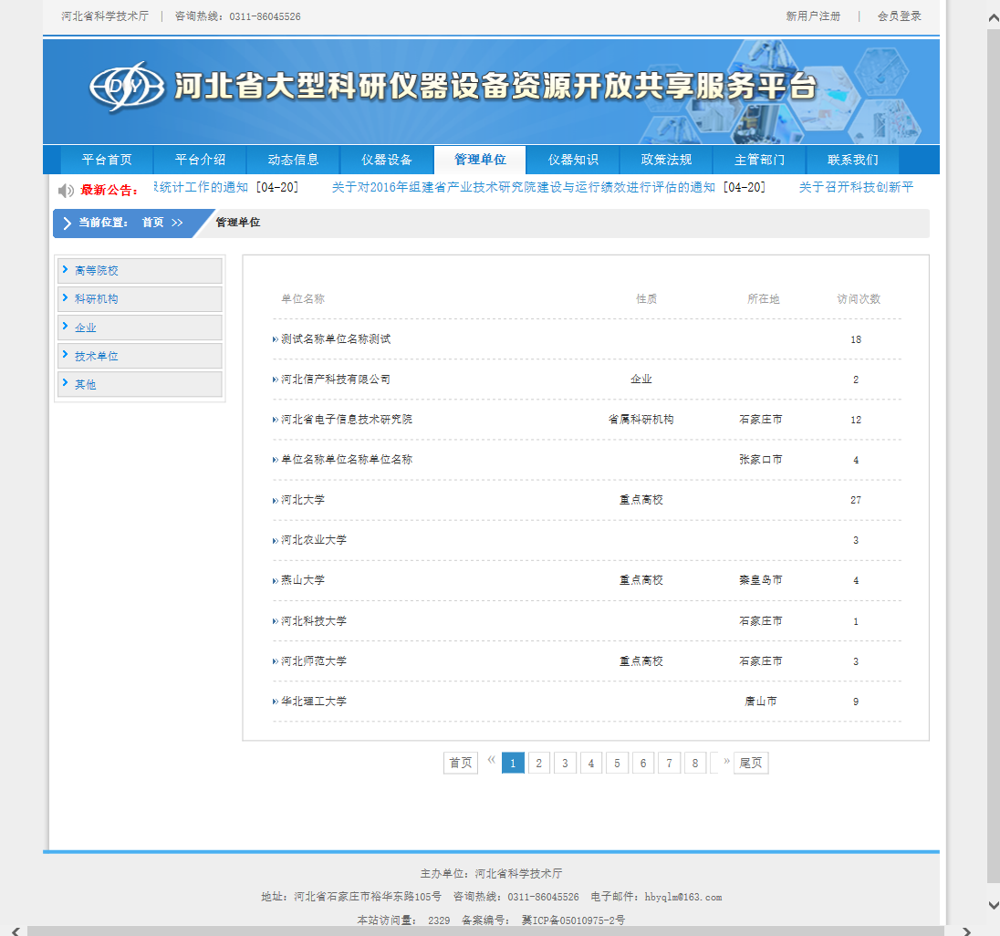 河北省科学技术厅 | 咨询热线：0311-86045526 新用户注册 | 会员登录
DSY 河北省大型科研仪器设备资源开放共享服务平台
平台首页 平台介绍 动态信息 仪器设备 管理单位 仪器知识 政策法规 主管部门 联系我们
最新公告： 统计工作的通知 [04-20] 关于对2016年组建省产业技术研究院建设与运行绩效进行评估的通知 [04-20] 关于召开科技创新平
当前位置： 首页 >> 管理单位
高等院校
科研机构
企业
技术单位
其他
单位名称 性质 所在地 访问次数
测试名称单位名称测试 18
河北信产科技有限公司 企业 2
河北省电子信息技术研究院 省属科研机构 石家庄市 12
单位名称单位名称单位名称 张家口市 4
河北大学 重点高校 27
河北农业大学 3
燕山大学 重点高校 秦皇岛市 4
河北科技大学 石家庄市 1
河北师范大学 重点高校 石家庄市 3
华北理工大学 唐山市 9
首页 « 1 2 3 4 5 6 7 8 » 尾页
主办单位：河北省科学技术厅
地址：河北省石家庄市裕华东路105号 咨询热线：0311-86045526 电子邮件：hbyqlm@163.com
本站访问量： 2329 备案编号： 冀ICP备05010975-2号